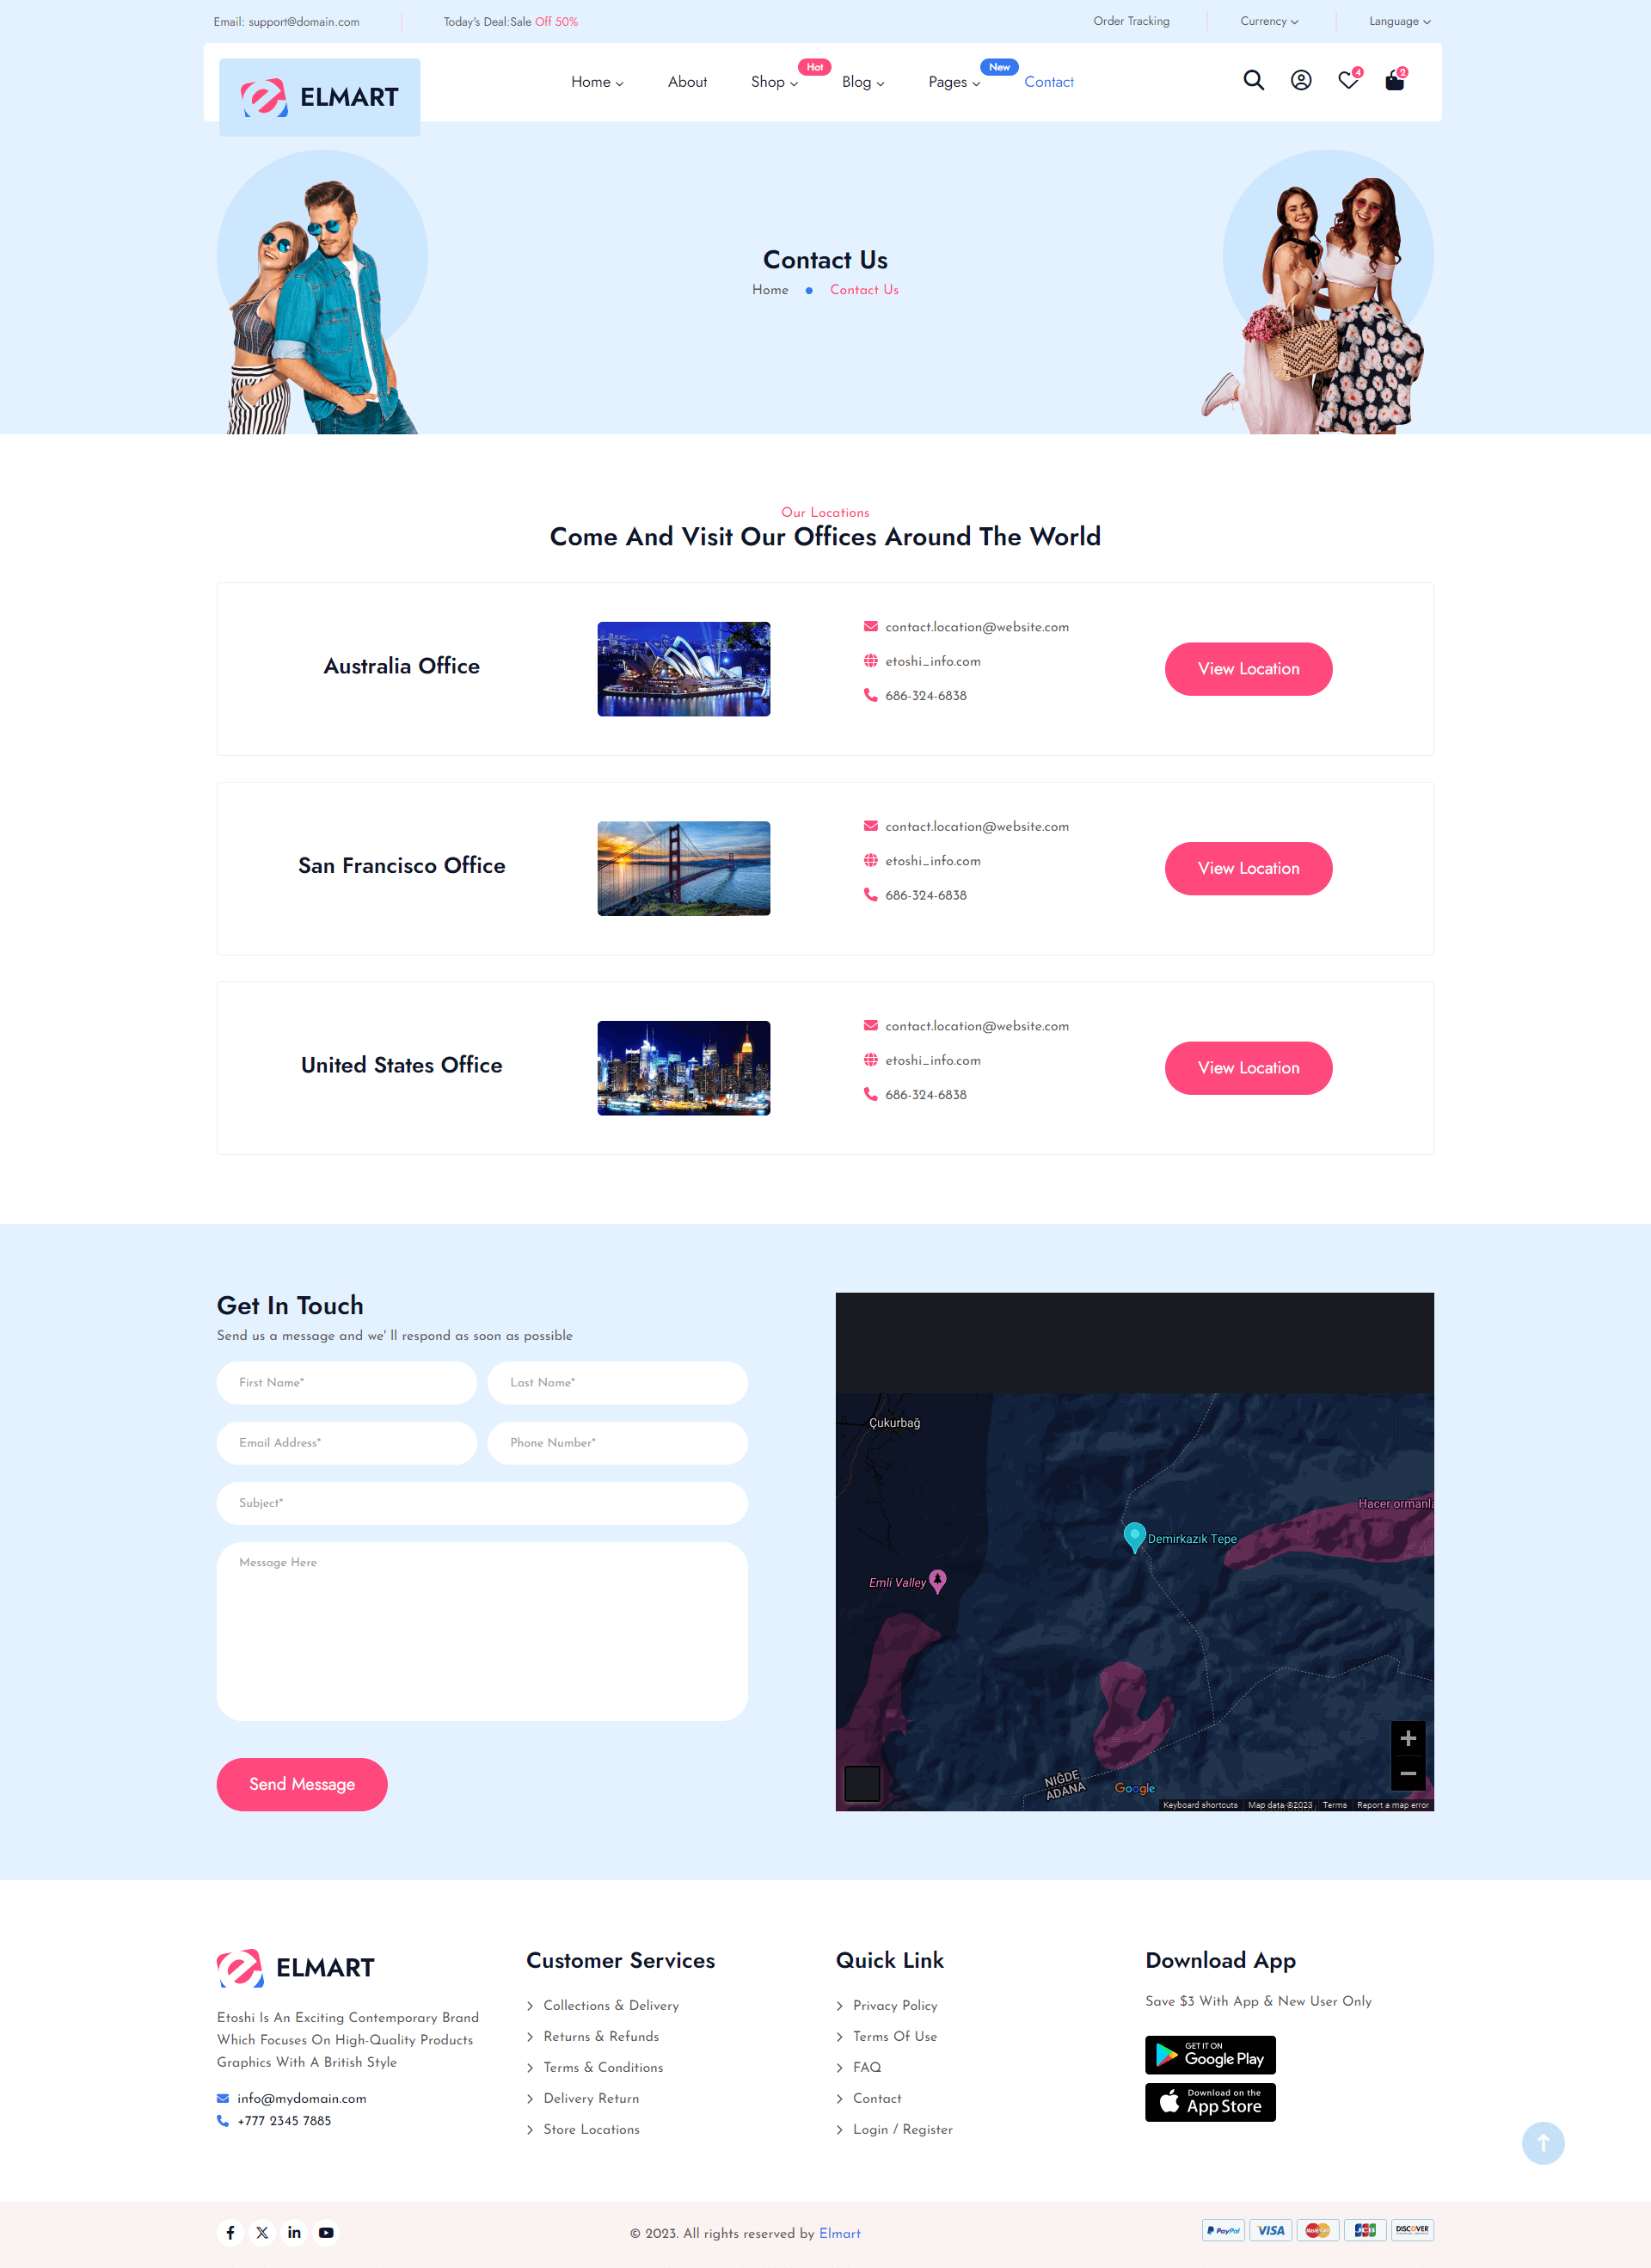 Email: support@domain.com
Today's Deal:Sale Off 50%
Order Tracking
Currency
Language
ELMART
Home
About
Shop
Hot
Blog
Pages
New
Contact
4
2
Contact Us
Home
Contact Us
Our Locations
Come And Visit Our Offices Around The World
Australia Office
contact.location@website.com
etoshi_info.com
686-324-6838
View Location
San Francisco Office
contact.location@website.com
etoshi_info.com
686-324-6838
View Location
United States Office
contact.location@website.com
etoshi_info.com
686-324-6838
View Location
Get In Touch
Send us a message and we' ll respond as soon as possible
First Name*
Last Name*
Email Address*
Phone Number*
Subject*
Message Here
Send Message
Çukurbağ
Hacer ormanla
Demirkazık Tepe
Emli Valley
NIĞDE
ADANA
Google
Keyboard shortcuts
Map data ©2023
Terms
Report a map error
ELMART
Etoshi Is An Exciting Contemporary Brand
Which Focuses On High-Quality Products
Graphics With A British Style
info@mydomain.com
+777 2345 7885
Customer Services
Collections & Delivery
Returns & Refunds
Terms & Conditions
Delivery Return
Store Locations
Quick Link
Privacy Policy
Terms Of Use
FAQ
Contact
Login / Register
Download App
Save $3 With App & New User Only
GET IT ON
Google Play
Download on the
App Store
© 2023. All rights reserved by Elmart
PayPal
VISA
MasterCard
JCB
DISCOVER